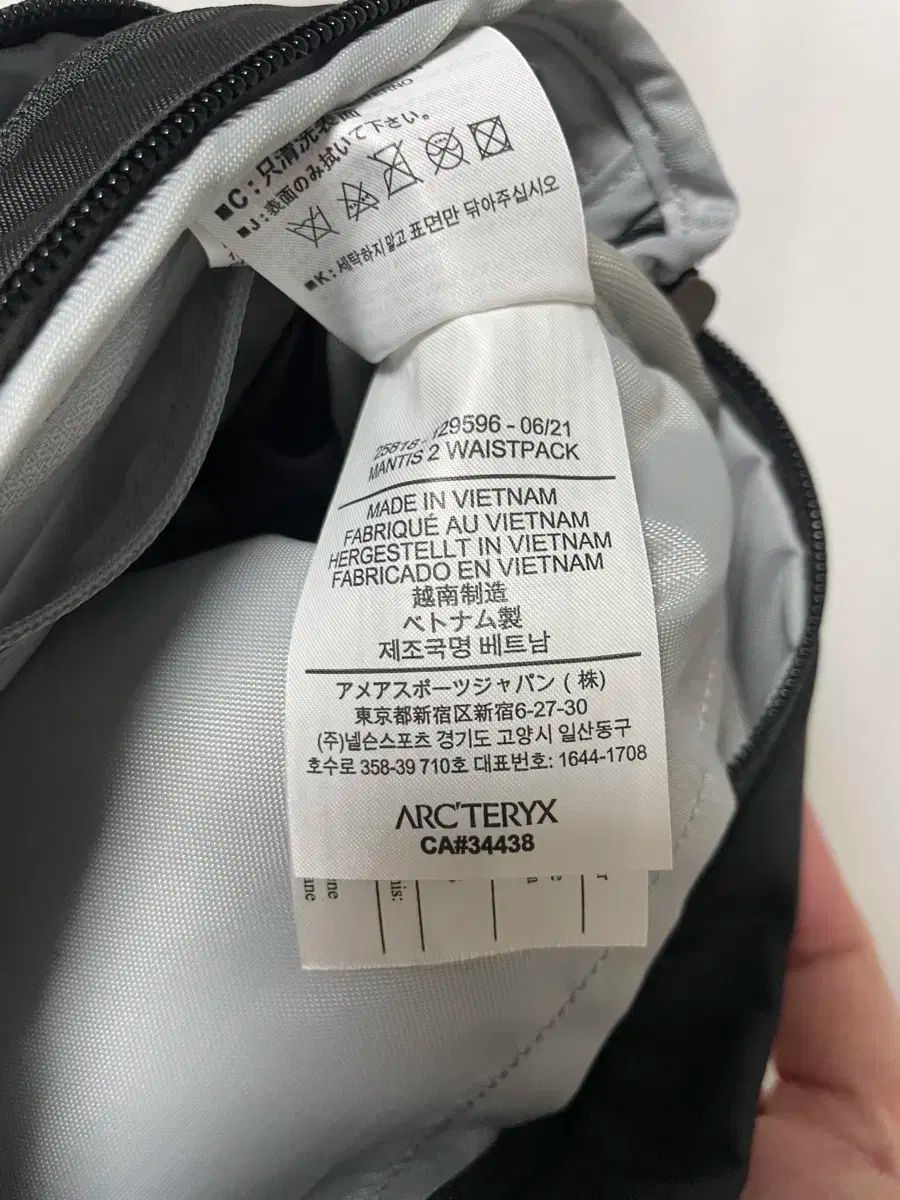 ■C : 只清洗表面
■J : 表面のみ拭いて下さい。
■K : 세탁하지말고 표면만 닦아주십시오
25818 - 129596 - 06/21
MANTIS 2 WAISTPACK
MADE IN VIETNAM
FABRIQUÉ AU VIETNAM
HERGESTELLT IN VIETNAM
FABRICADO EN VIETNAM
越南制造
ベトナム製
제조국명 베트남
アメアスポーツジャパン ( 株)
東京都新宿区新宿6-27-30
(주)넬슨스포츠 경기도 고양시 일산동구
호수로 358-39 710호 대표번호: 1644-1708
ARC'TERYX
CA#34438